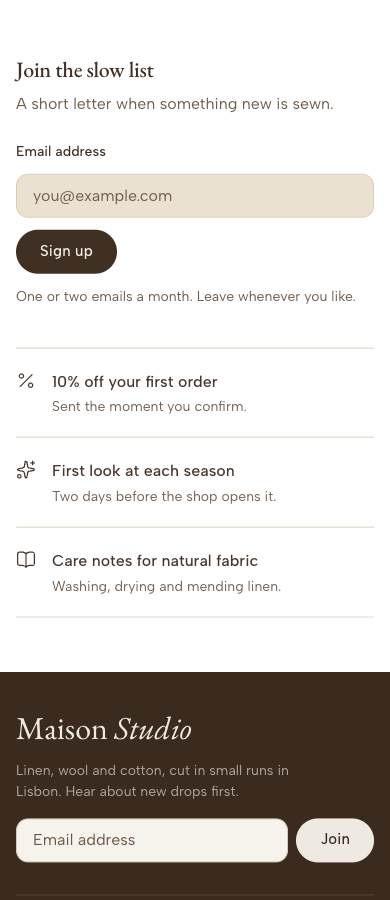 Join the slow list
A short letter when something new is sewn.
Email address
you@example.com
Sign up
One or two emails a month. Leave whenever you like.
10% off your first order
Sent the moment you confirm.
First look at each season
Two days before the shop opens it.
Care notes for natural fabric
Washing, drying and mending linen.
Maison Studio
Linen, wool and cotton, cut in small runs in
Lisbon. Hear about new drops first.
Email address
Join